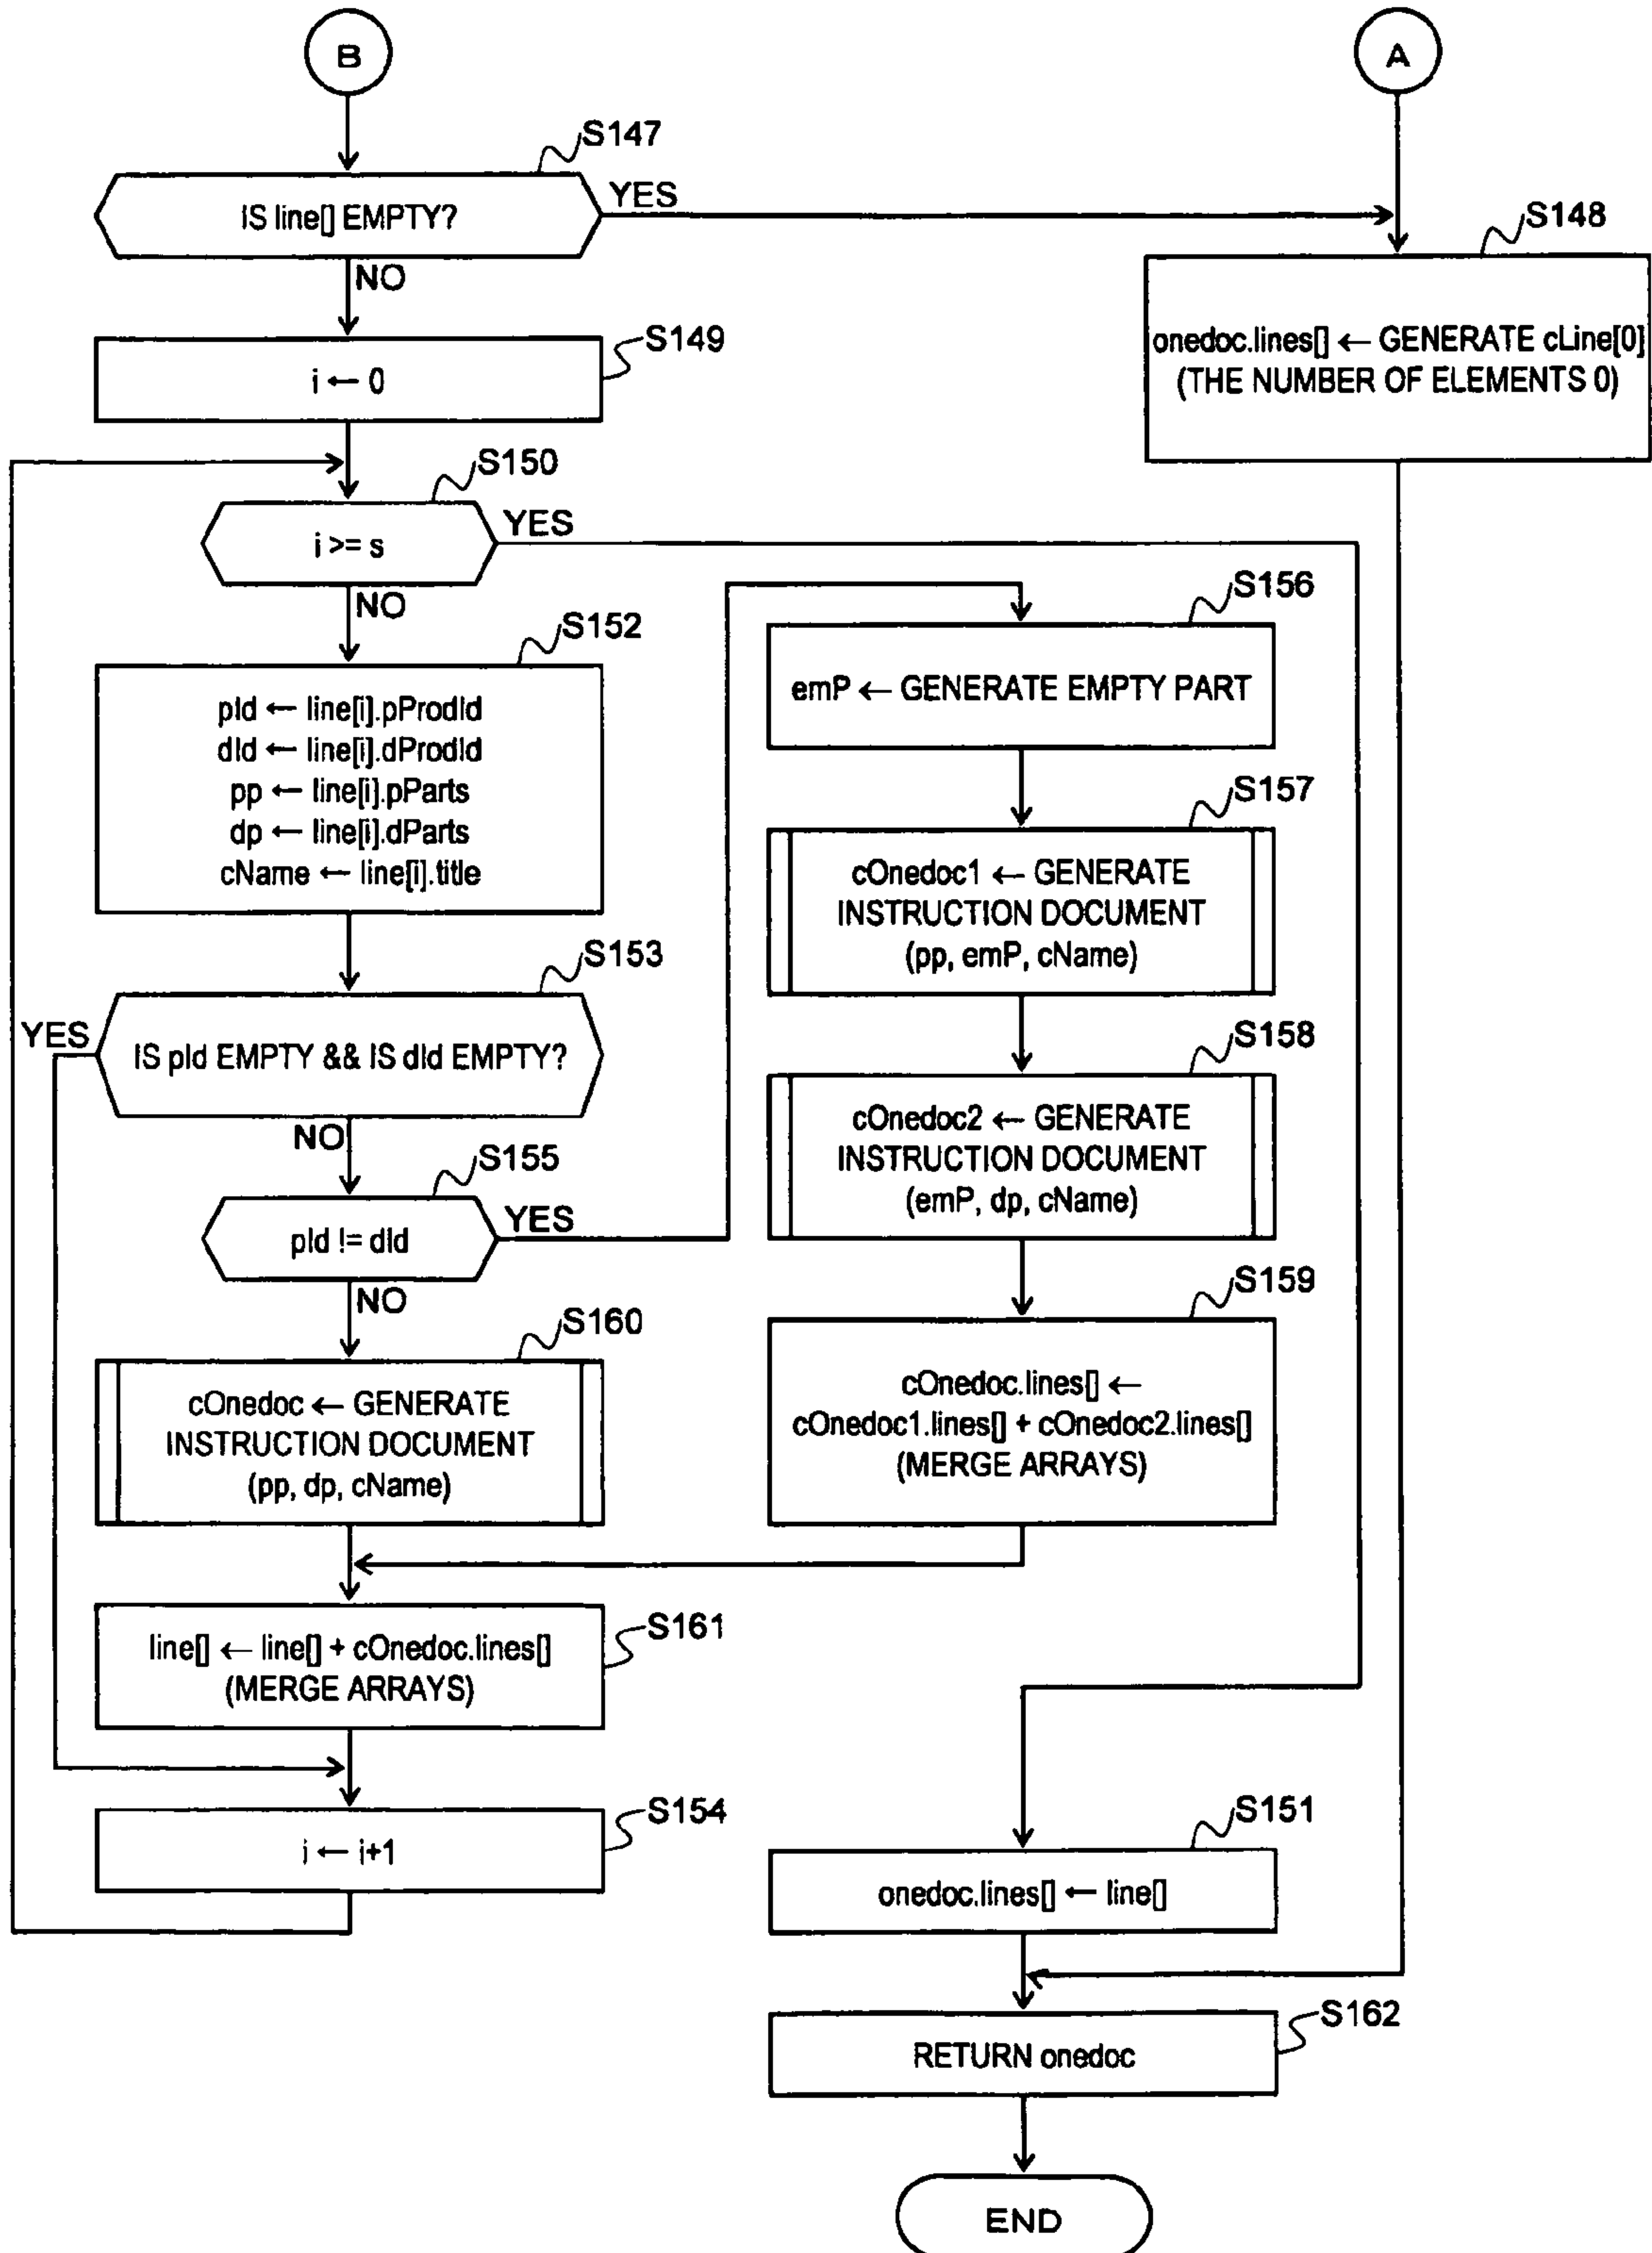 B
A
S147
IS line[] EMPTY?
YES
NO
S148
onedoc.lines[] ← GENERATE cLine[0]
(THE NUMBER OF ELEMENTS 0)
S149
i ← 0
S150
i >= s
YES
NO
S152
pId ← line[i].pProdId
dId ← line[i].dProdId
pp ← line[i].pParts
dp ← line[i].dParts
cName ← line[i].title
S153
YES
IS pId EMPTY && IS dId EMPTY?
NO
S155
pId != dId
YES
NO
S156
emP ← GENERATE EMPTY PART
S157
cOnedoc1 ← GENERATE
INSTRUCTION DOCUMENT
(pp, emP, cName)
S158
cOnedoc2 ← GENERATE
INSTRUCTION DOCUMENT
(emP, dp, cName)
S159
cOnedoc.lines[] ←
cOnedoc1.lines[] + cOnedoc2.lines[]
(MERGE ARRAYS)
S160
cOnedoc ← GENERATE
INSTRUCTION DOCUMENT
(pp, dp, cName)
S161
line[] ← line[] + cOnedoc.lines[]
(MERGE ARRAYS)
S154
i ← i+1
S151
onedoc.lines[] ← line[]
S162
RETURN onedoc
END